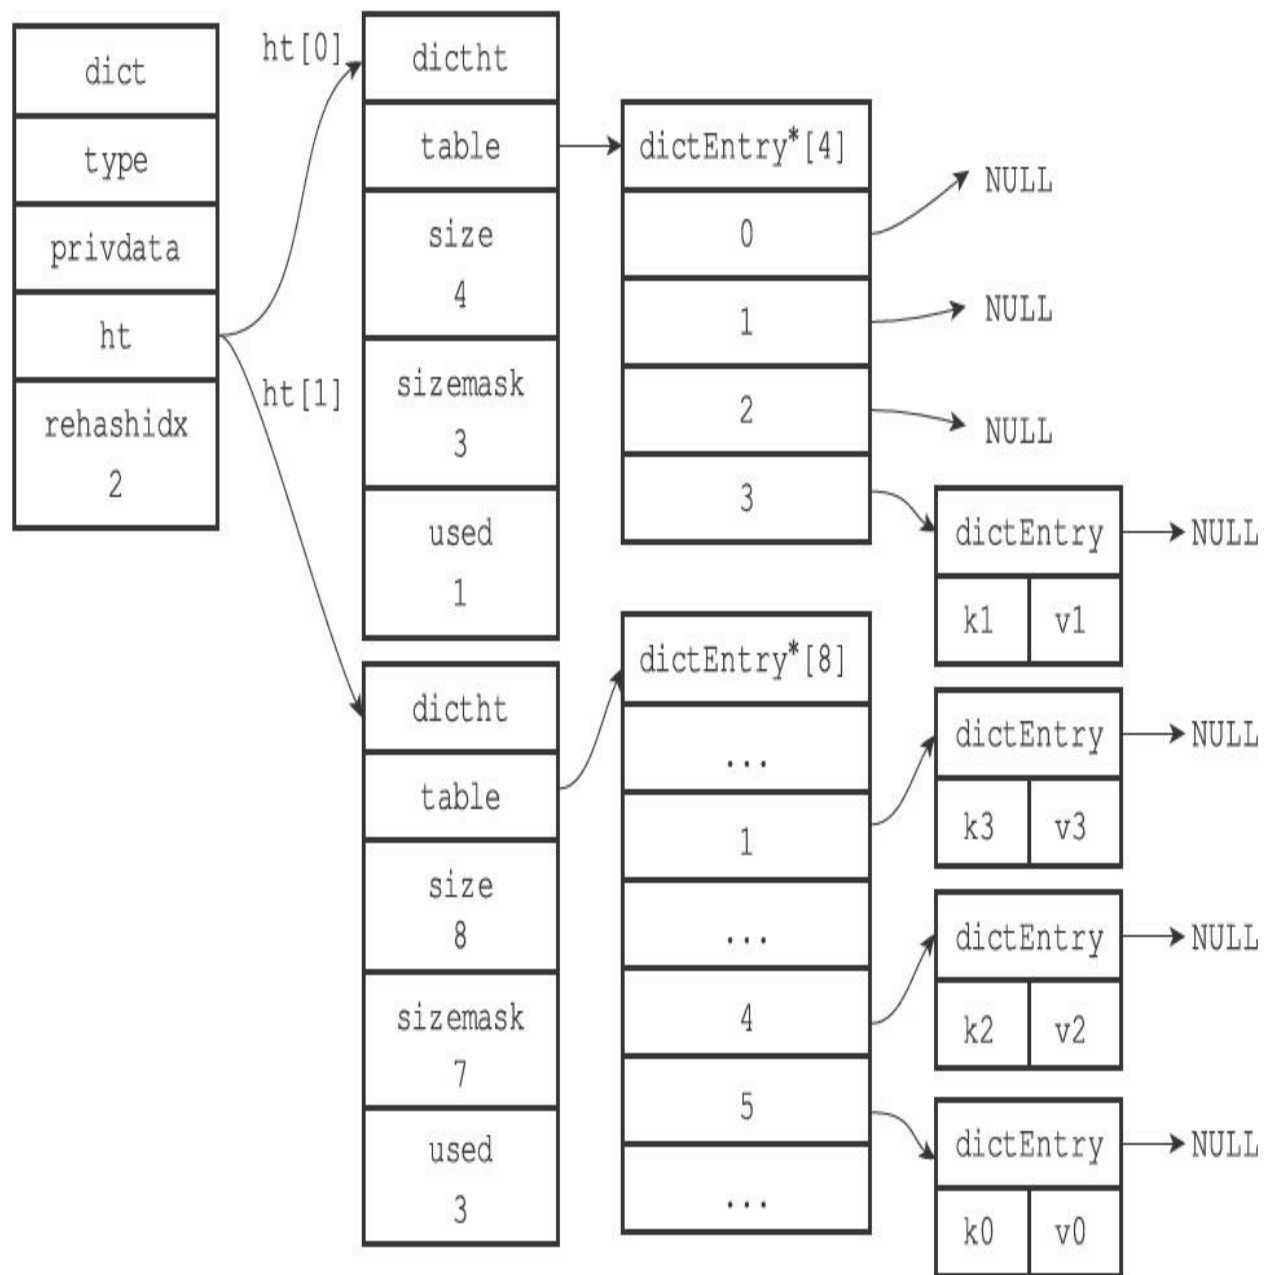 dict
type
privdata
ht
rehashidx
2
ht[0]
ht[1]
dictht
table
size
4
sizemask
3
used
1
dictht
table
size
8
sizemask
7
used
3
dictEntry*[4]
0
1
2
3
NULL
NULL
NULL
dictEntry
NULL
k1 v1
dictEntry*[8]
...
1
...
4
5
...
dictEntry
NULL
k3 v3
dictEntry
NULL
k2 v2
dictEntry
NULL
k0 v0